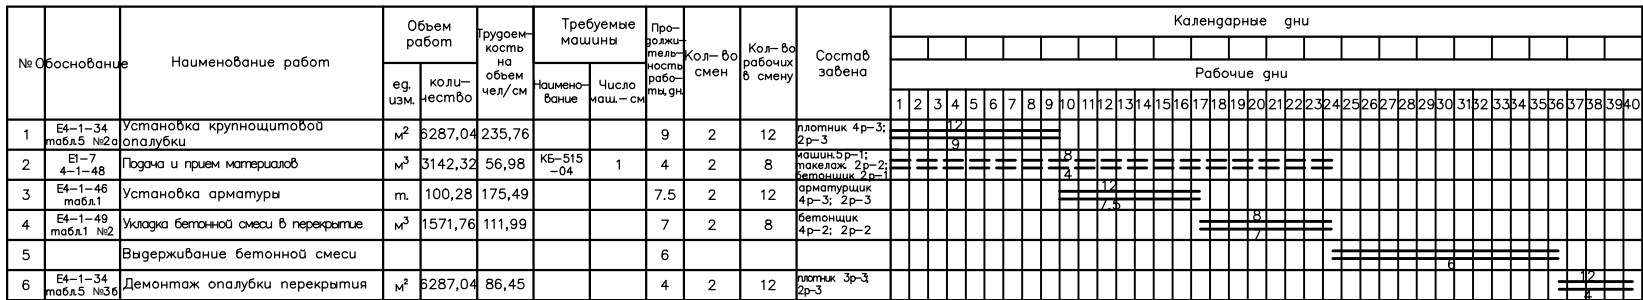 №
Обоснование
Наименование работ
Объем
работ
ед.
изм.
коли—
чество
Трудоем—
кость
на
объем
чел/см
Требуемые
машины
Наимено—
вание
Число
маш.—см
Про—
должи—
тель—
ность
рабо—
ты,дн.
Кол—во
смен
Кол—во
рабочих
в смену
Состав
завена
Календарные дни
Рабочие дни
1 2 3 4 5 6 7 8 9 10 11 12 13 14 15 16 17 18 19 20 21 22 23 24 25 26 27 28 29 30 31 32 33 34 35 36 37 38 39 40
1
Е4—1—34
табл.5 №2а
Установка крупнощитовой
опалубки
м²
6287,04
235,76
9
2
12
плотник 4р—3;
2р—3
12
9
2
Е1—7
4—1—48
Подача и прием материалов
м³
3142,32
56,98
КБ—515
—04
1
4
2
8
машин.5р—1;
такелаж. 2р—2;
бетонщик 2р—1
8
4
3
Е4—1—46
табл.1
Установка арматуры
т.
100,28
175,49
7.5
2
12
арматурщик
4р—3; 2р—3
12
7.5
4
Е4—1—49
табл.1 №2
Укладка бетонной смеси в перекрытие
м³
1571,76
111,99
7
2
8
бетонщик
4р—2; 2р—2
8
7
5
Выдерживание бетонной смеси
6
6
6
Е4—1—34
табл.5 №3б
Демонтаж опалубки перекрытия
м²
6287,04
86,45
4
2
12
плотник 3р—3;
2р—3
12
4